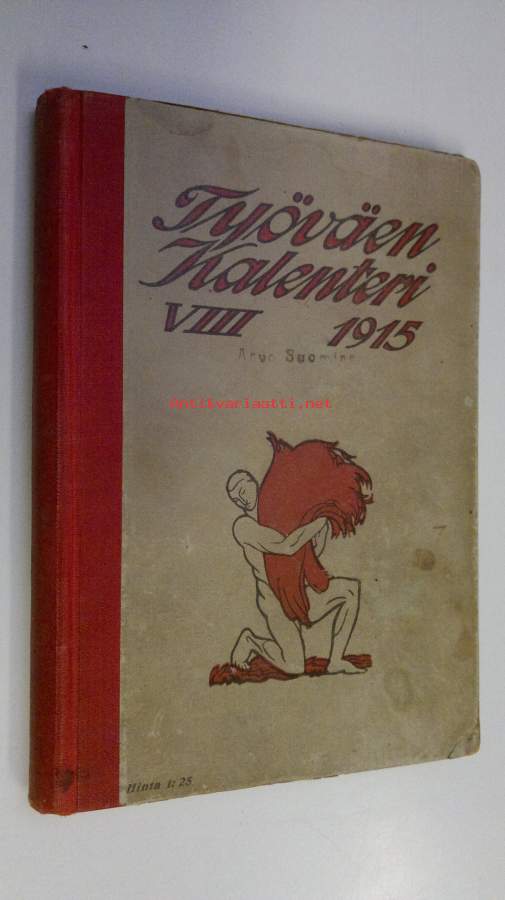 Työväen
Kalenteri
VIII 1915
Arvo Suominen
antikvariaatti.net
Hinta 1:25